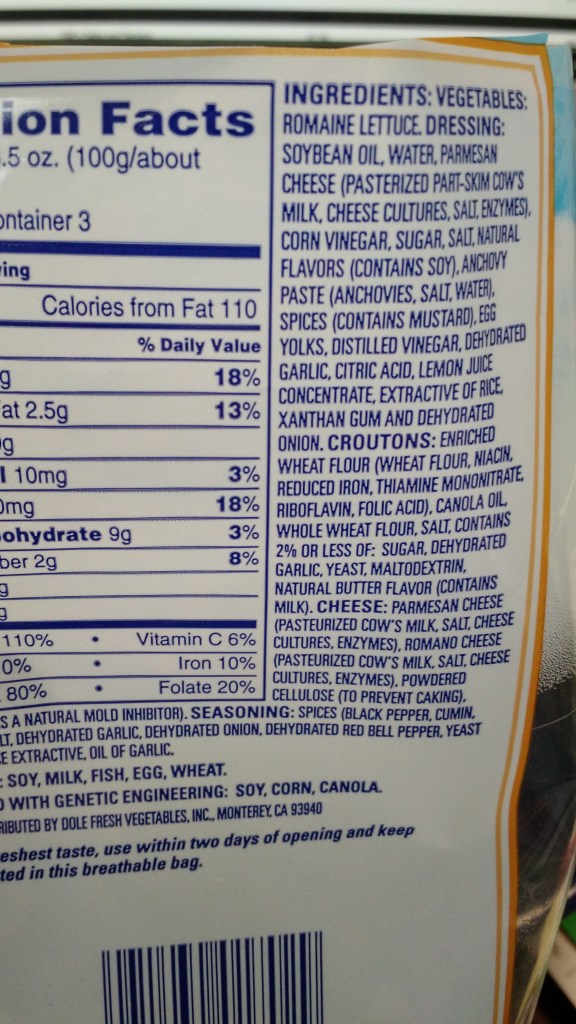 ion Facts
.5 oz. (100g/about
ontainer 3
ing
Calories from Fat 110
% Daily Value
g 18%
at 2.5g 13%
g
l 10mg 3%
0mg 18%
ohydrate 9g 3%
ber 2g 8%
g
g
110% • Vitamin C 6%
0% • Iron 10%
80% • Folate 20%
INGREDIENTS: VEGETABLES:
ROMAINE LETTUCE. DRESSING:
SOYBEAN OIL, WATER, PARMESAN
CHEESE (PASTERIZED PART-SKIM COW'S
MILK, CHEESE CULTURES, SALT, ENZYMES),
CORN VINEGAR, SUGAR, SALT, NATURAL
FLAVORS (CONTAINS SOY), ANCHOVY
PASTE (ANCHOVIES, SALT, WATER),
SPICES (CONTAINS MUSTARD), EGG
YOLKS, DISTILLED VINEGAR, DEHYDRATED
GARLIC, CITRIC ACID, LEMON JUICE
CONCENTRATE, EXTRACTIVE OF RICE,
XANTHAN GUM AND DEHYDRATED
ONION. CROUTONS: ENRICHED
WHEAT FLOUR (WHEAT FLOUR, NIACIN,
REDUCED IRON, THIAMINE MONONITRATE,
RIBOFLAVIN, FOLIC ACID), CANOLA OIL,
WHOLE WHEAT FLOUR, SALT, CONTAINS
2% OR LESS OF: SUGAR, DEHYDRATED
GARLIC, YEAST, MALTODEXTRIN,
NATURAL BUTTER FLAVOR (CONTAINS
MILK). CHEESE: PARMESAN CHEESE
(PASTEURIZED COW'S MILK, SALT, CHEESE
CULTURES, ENZYMES), ROMANO CHEESE
(PASTEURIZED COW'S MILK, SALT, CHEESE
CULTURES, ENZYMES), POWDERED
CELLULOSE (TO PREVENT CAKING),
S A NATURAL MOLD INHIBITOR). SEASONING: SPICES (BLACK PEPPER, CUMIN,
LT, DEHYDRATED GARLIC, DEHYDRATED ONION, DEHYDRATED RED BELL PEPPER, YEAST
E EXTRACTIVE, OIL OF GARLIC.
: SOY, MILK, FISH, EGG, WHEAT.
D WITH GENETIC ENGINEERING: SOY, CORN, CANOLA.
RIBUTED BY DOLE FRESH VEGETABLES, INC., MONTEREY, CA 93940
eshest taste, use within two days of opening and keep
ted in this breathable bag.